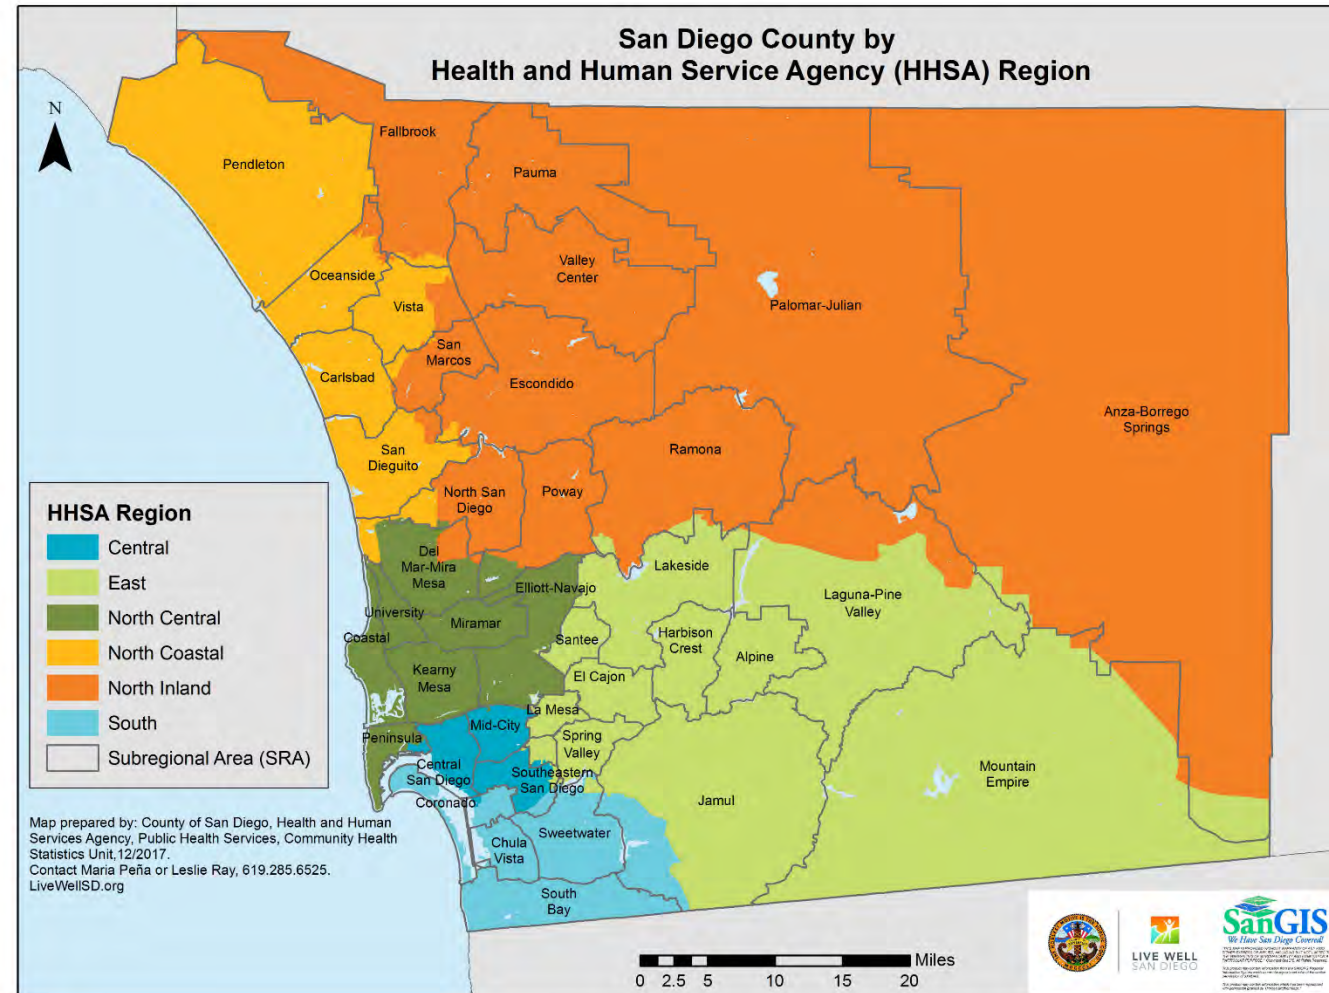 San Diego County by
Health and Human Service Agency (HHSA) Region
N
Fallbrook
Pendleton
Pauma
Valley
Center
Oceanside
Vista
Palomar-Julian
San
Marcos
Carlsbad
Escondido
Anza-Borrego
Springs
San
Dieguito
Ramona
North San
Diego
Poway
HHSA Region
Central
East
North Central
North Coastal
North Inland
South
Subregional Area (SRA)
Del
Mar-Mira
Mesa
Elliott-Navajo
Lakeside
Laguna-Pine
Valley
University
Miramar
Coastal
Santee
Harbison
Crest
Alpine
Kearny
Mesa
El Cajon
La Mesa
Mid-City
Peninsula
Spring
Valley
Central
San Diego
Southeastern
San Diego
Mountain
Empire
Coronado
Jamul
Sweetwater
Chula
Vista
South
Bay
Map prepared by: County of San Diego, Health and Human
Services Agency, Public Health Services, Community Health
Statistics Unit,12/2017.
Contact Maria Peña or Leslie Ray, 619.285.6525.
LiveWellSD.org
Miles
0 2.5 5 10 15 20
LIVE WELL
SAN DIEGO
SanGIS
We Have San Diego Covered!